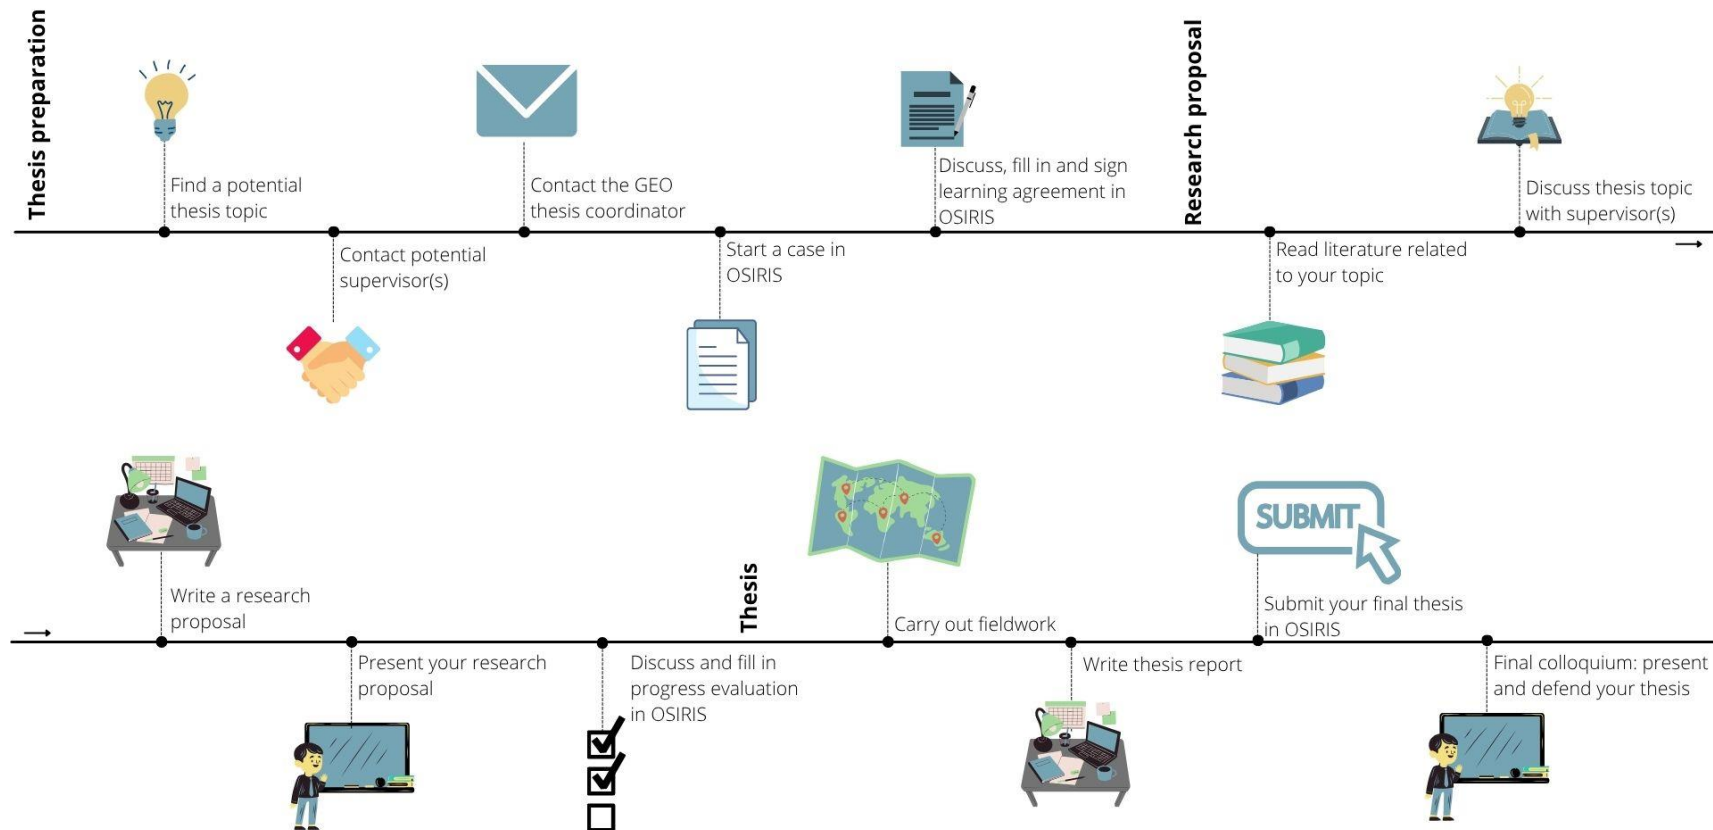 Thesis preparation
Find a potential
thesis topic
Contact potential
supervisor(s)
Contact the GEO
thesis coordinator
Start a case in
OSIRIS
Discuss, fill in and sign
learning agreement in
OSIRIS
Research proposal
Read literature related
to your topic
Discuss thesis topic
with supervisor(s)
Write a research
proposal
Present your research
proposal
Discuss and fill in
progress evaluation
in OSIRIS
Thesis
Carry out fieldwork
Write thesis report
SUBMIT
Submit your final thesis
in OSIRIS
Final colloquium: present
and defend your thesis